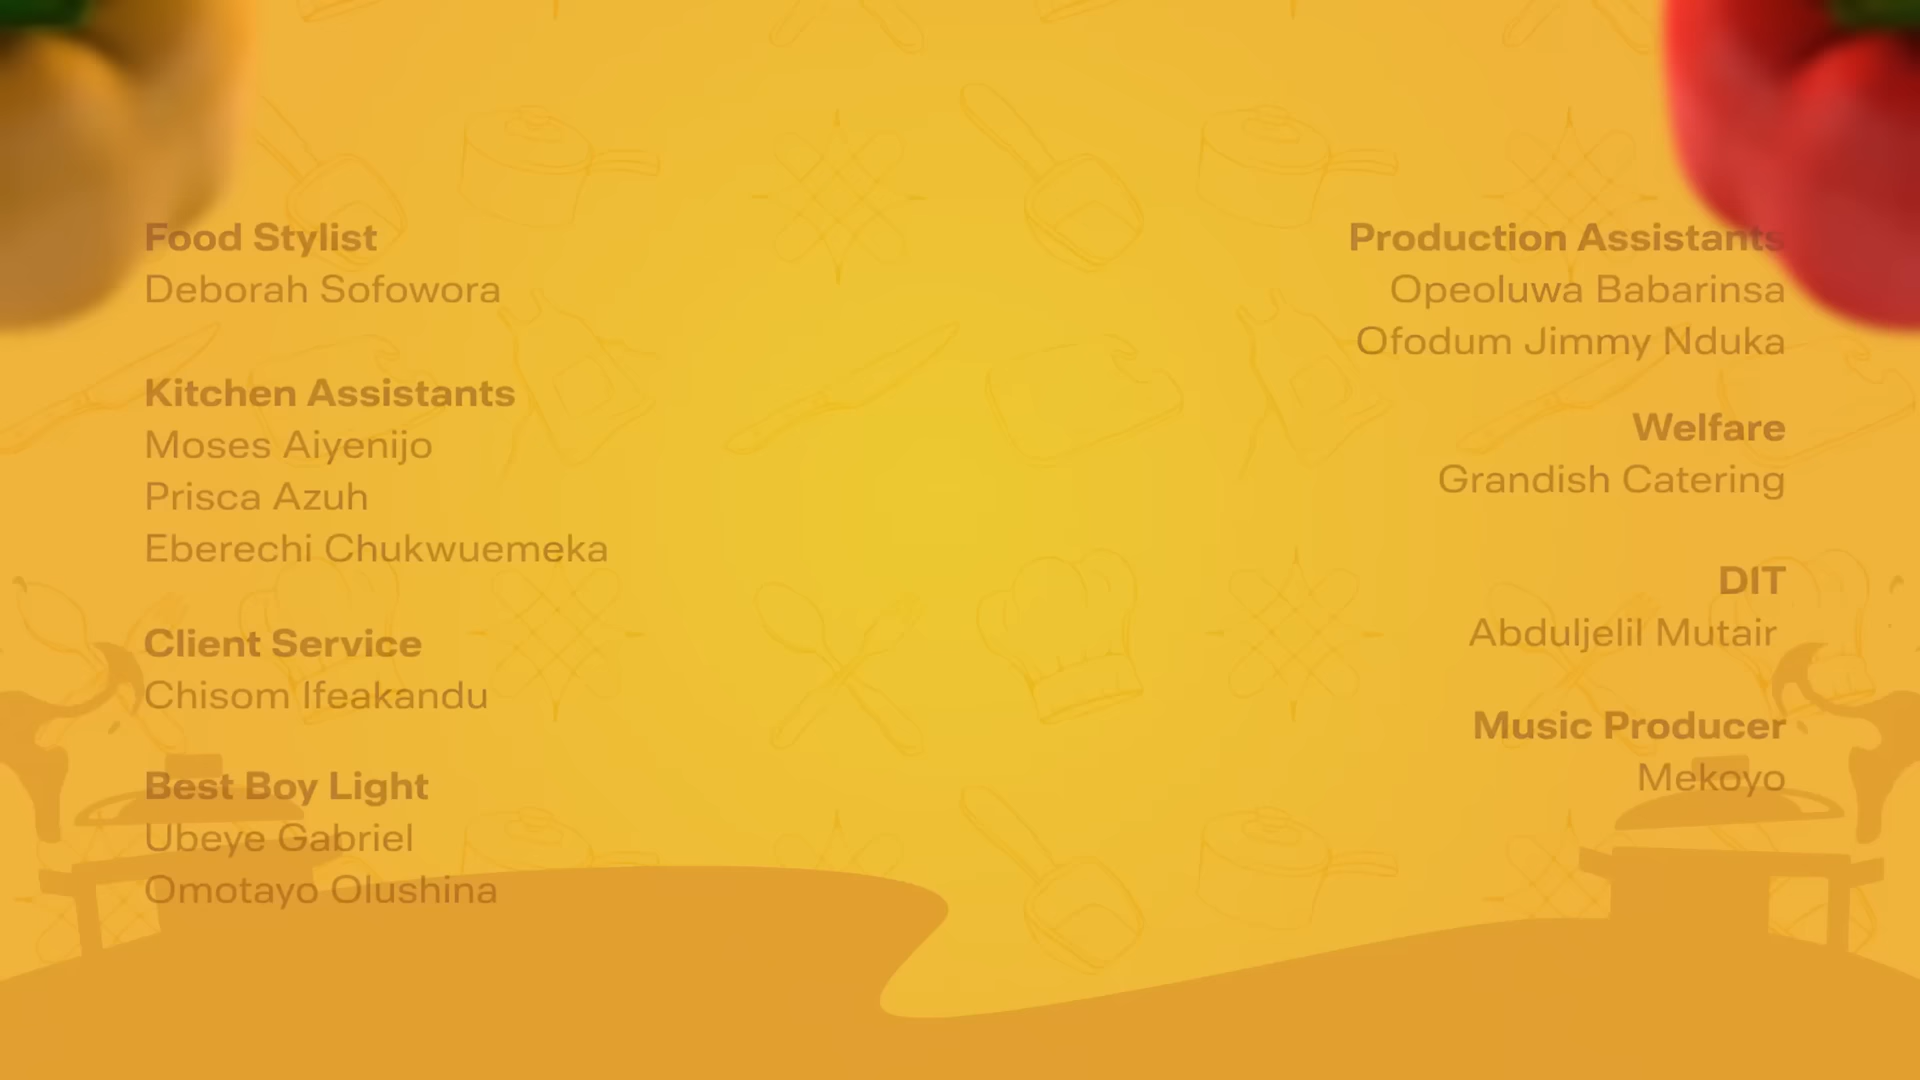 Food Stylist
Deborah Sofowora
Kitchen Assistants
Moses Aiyenijo
Prisca Azuh
Eberechi Chukwuemeka
Client Service
Chisom Ifeakandu
Best Boy Light
Ubeye Gabriel
Omotayo Olushina
Production Assistants
Opeoluwa Babarinsa
Ofodum Jimmy Nduka
Welfare
Grandish Catering
DIT
Abduljelil Mutair
Music Producer
Mekoyo